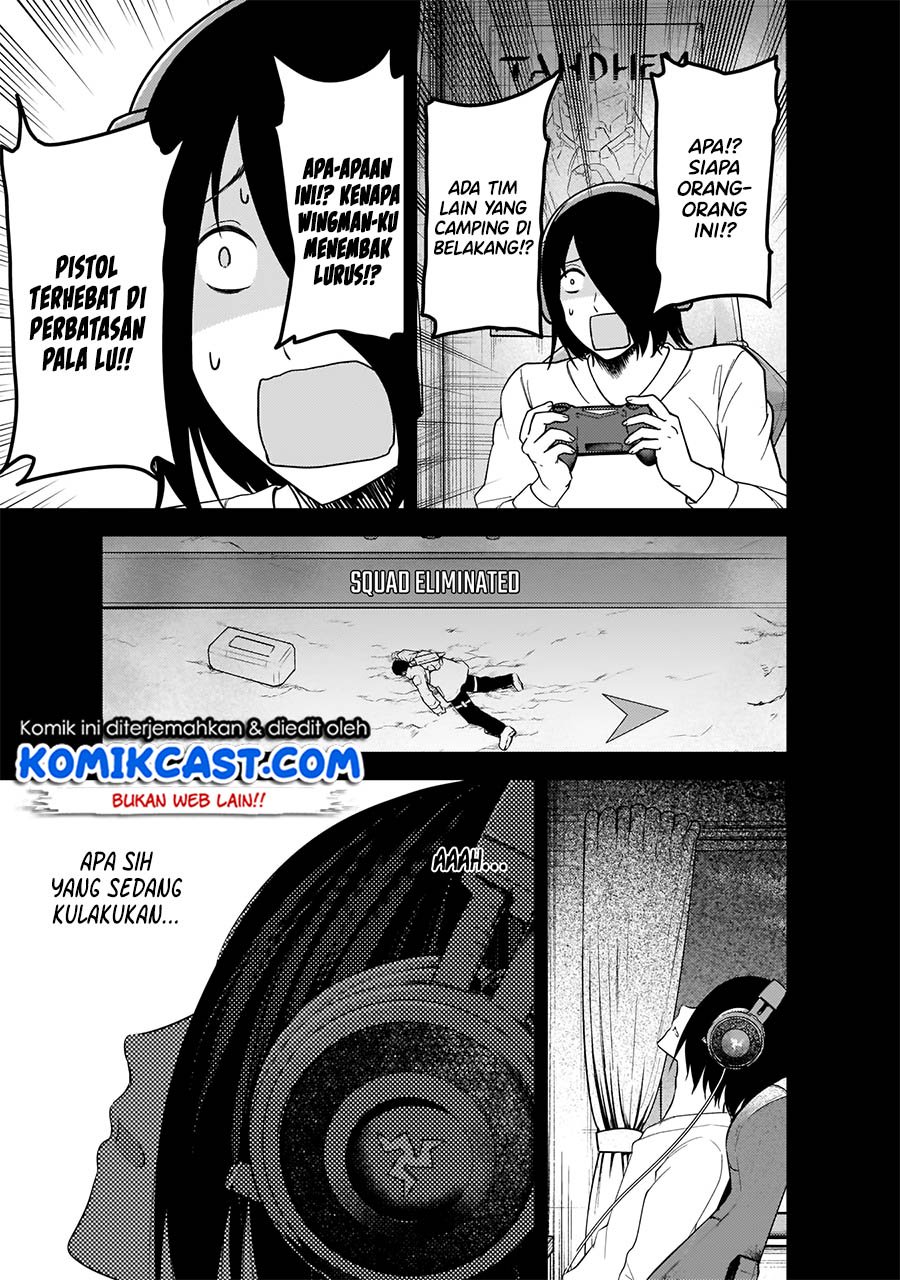 TANDHEM
APA!?
SIAPA
ORANG-
ORANG
INI!?
ADA TIM
LAIN YANG
CAMPING DI
BELAKANG!?
APA-APAAN
INI!? KENAPA
WINGMAN-KU
MENEMBAK
LURUS!?
PISTOL
TERHEBAT DI
PERBATASAN
PALA LU!!
SQUAD ELIMINATED
Komik ini diterjemahkan & diedit oleh
KOMIKCAST.COM
BUKAN WEB LAIN!!
AAAH...
APA SIH
YANG SEDANG
KULAKUKAN...